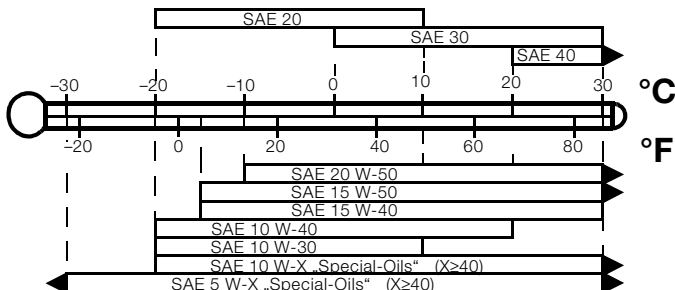 SAE 20
SAE 30
SAE 40
–30 –20 –10 0 10 20 30 °C
–20 0 20 40 60 80 °F
SAE 20 W-50
SAE 15 W-50
SAE 15 W-40
SAE 10 W-40
SAE 10 W-30
SAE 10 W-X „Special-Oils“ (X≥40)
SAE 5 W-X „Special-Oils“ (X≥40)